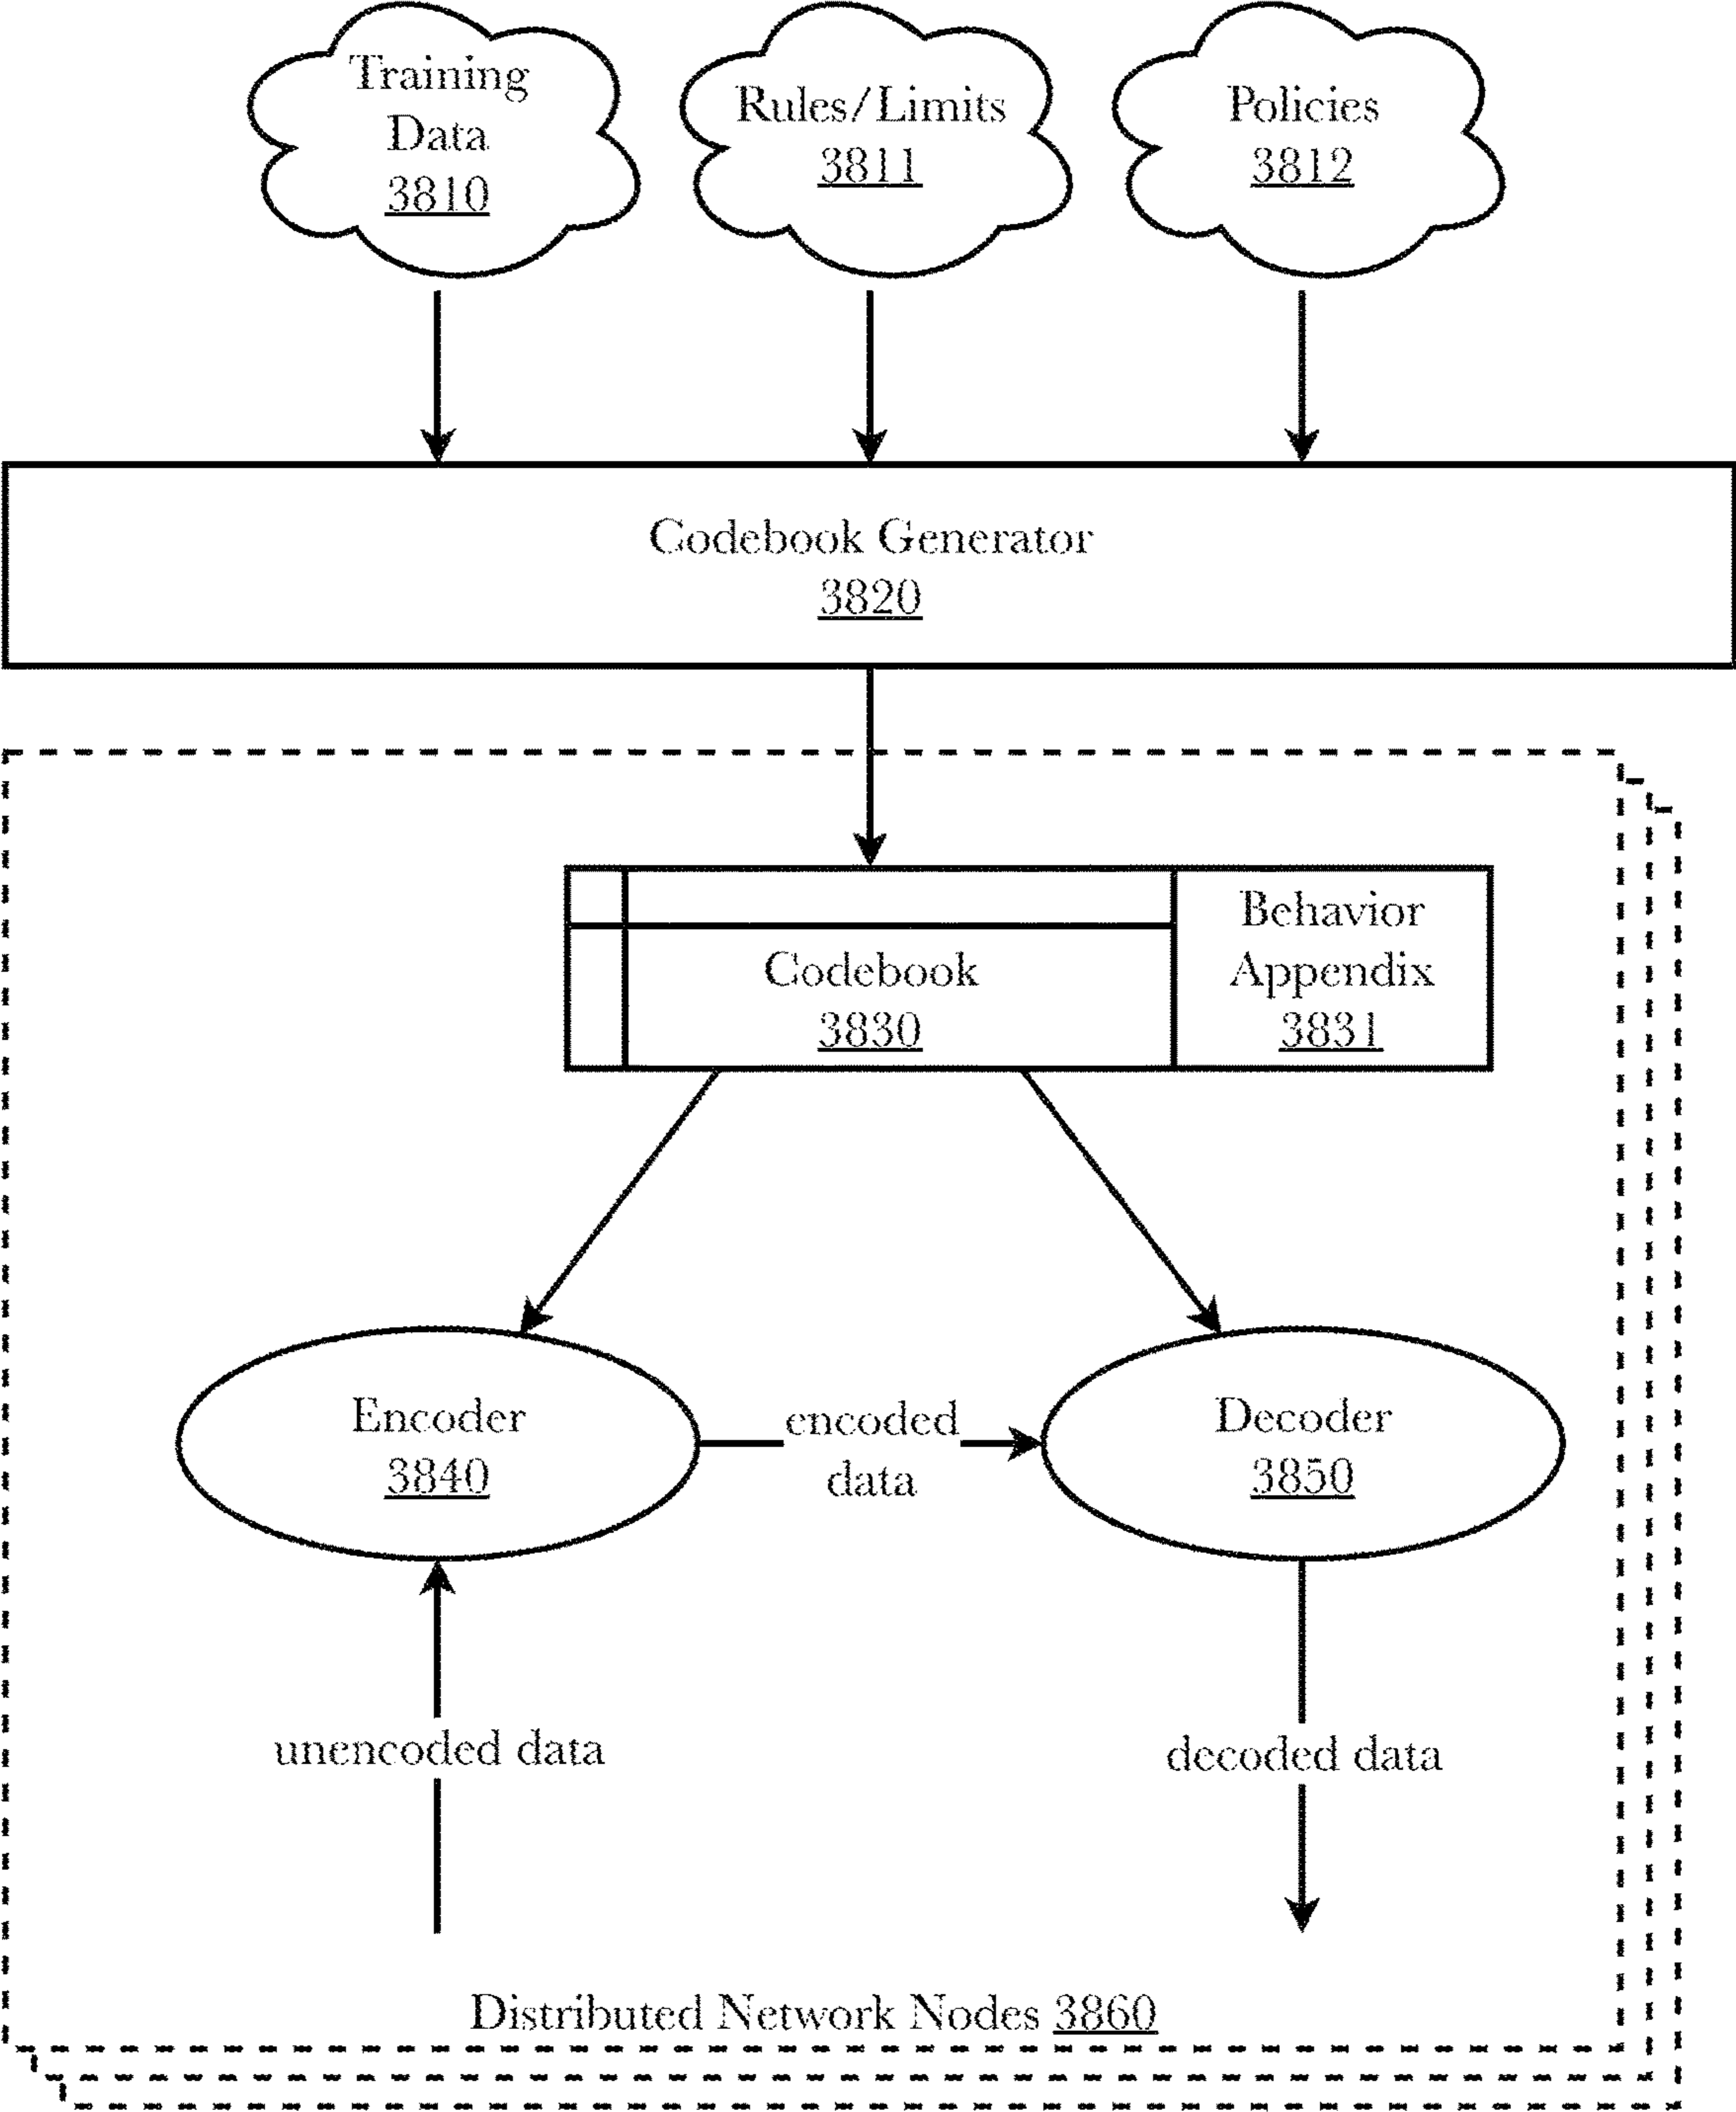 Training
Data
3810
Rules/Limits
3811
Policies
3812
Codebook Generator
3820
Codebook
3830
Behavior
Appendix
3831
Encoder
3840
encoded
data
Decoder
3850
unencoded data
decoded data
Distributed Network Nodes 3860